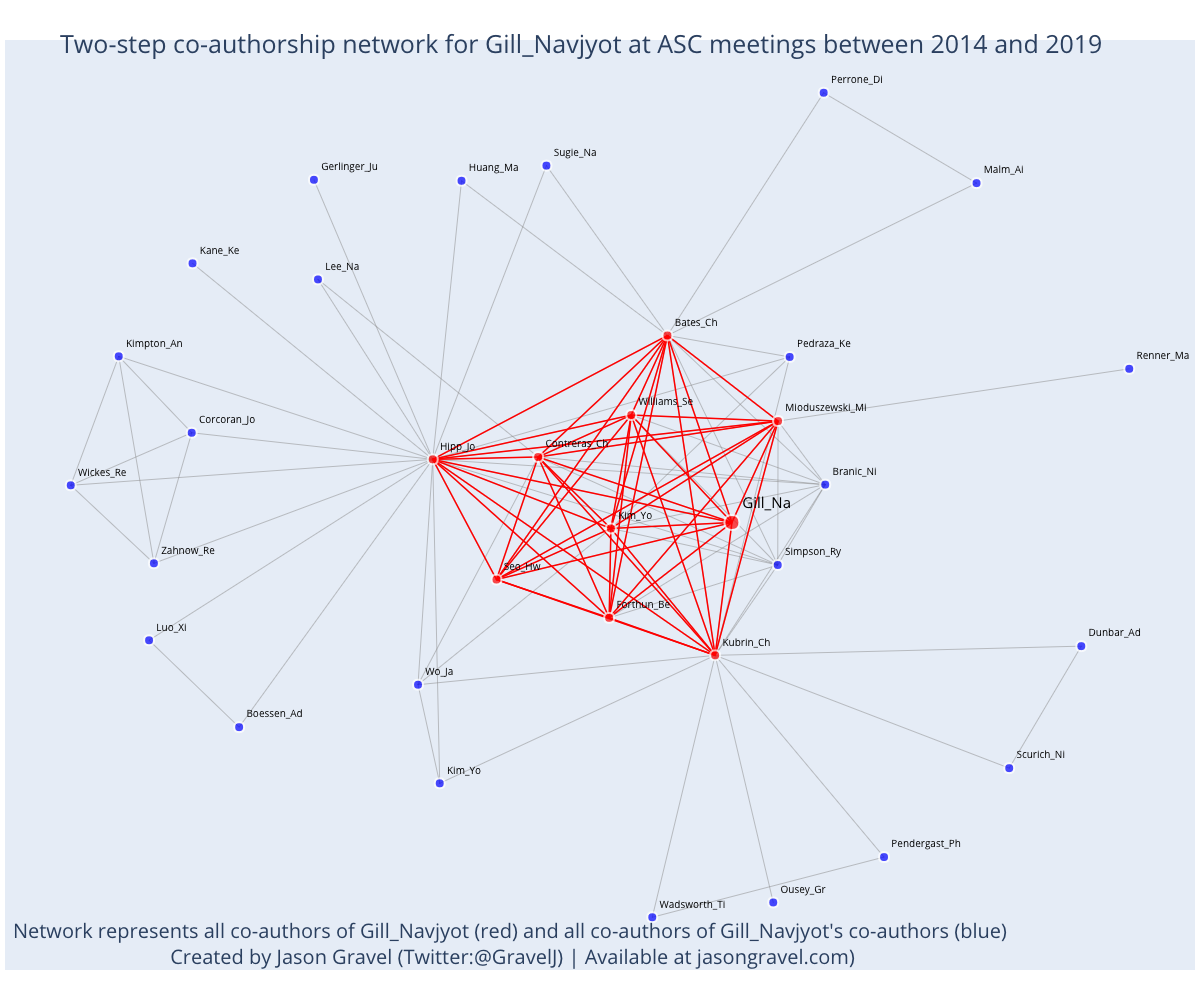 Two-step co-authorship network for Gill_Navjyot at ASC meetings between 2014 and 2019
Perrone_Di
Sugie_Na
Gerlinger_Ju
Huang_Ma
Malm_Ai
Kane_Ke
Lee_Na
Bates_Ch
Kimpton_An
Pedraza_Ke
Renner_Ma
Williams_Se
Mioduszewski_Mi
Corcoran_Jo
Hipp_Jo
Contreras_Ch
Wickes_Re
Branic_Ni
Gill_Na
Kim_Yo
Zahnow_Re
Simpson_Ry
Seo_Hw
Forthun_Be
Luo_Xi
Kubrin_Ch
Dunbar_Ad
Wo_Ja
Boessen_Ad
Scurich_Ni
Kim_Yo
Pendergast_Ph
Ousey_Gr
Wadsworth_Ti
Network represents all co-authors of Gill_Navjyot (red) and all co-authors of Gill_Navjyot's co-authors (blue)
Created by Jason Gravel (Twitter:@GravelJ) | Available at jasongravel.com)